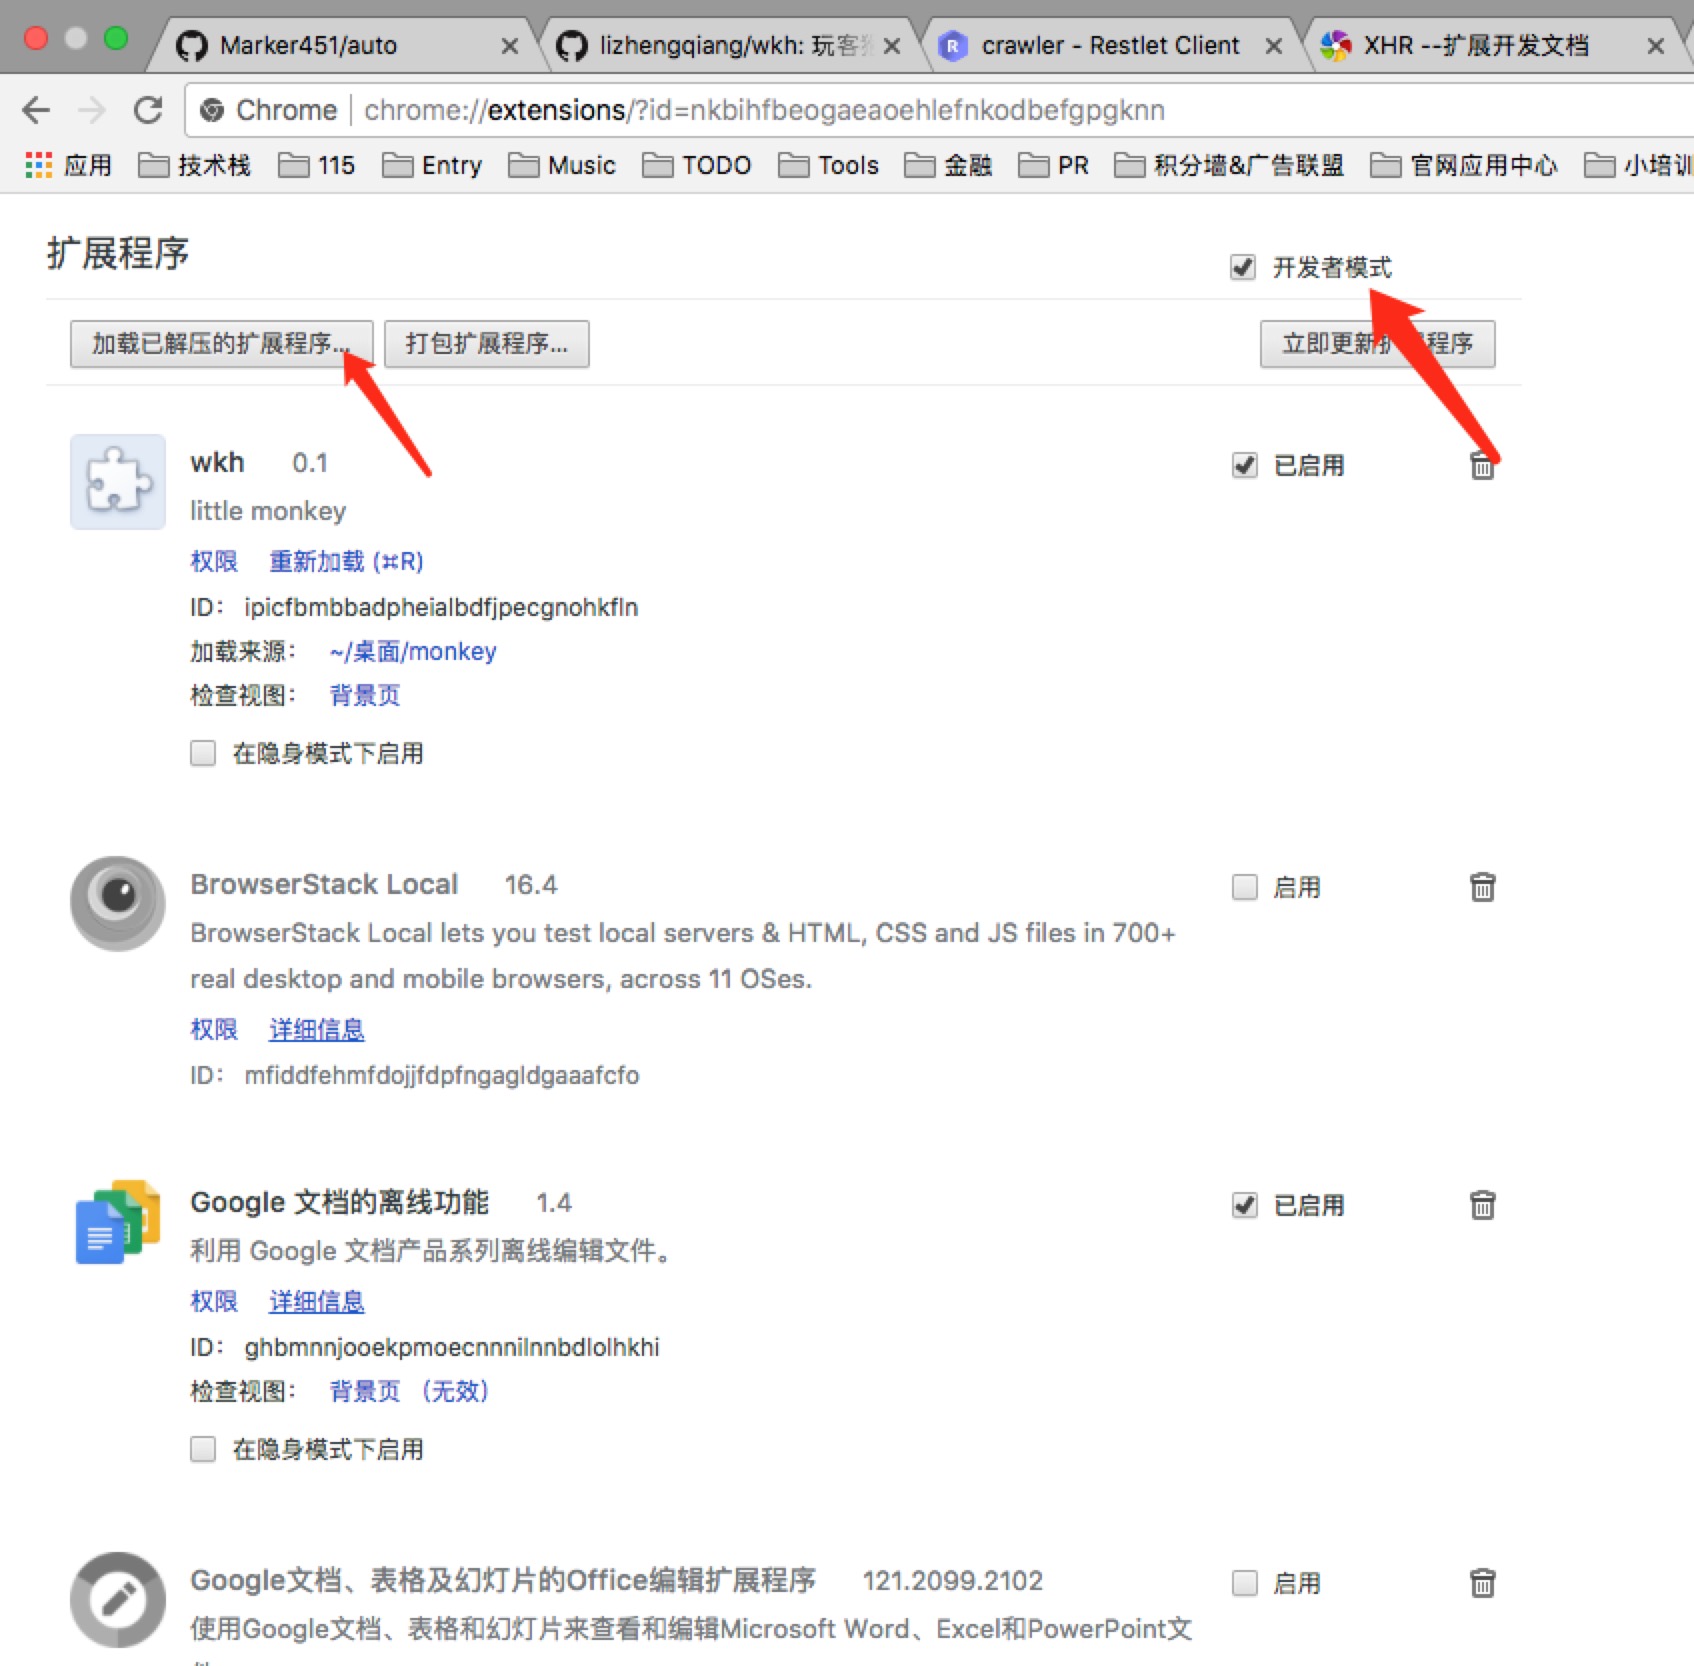 Marker451/auto
lizhengqiang/wkh: 玩客
crawler - Restlet Client
XHR --扩展开发文档
Chrome | chrome://extensions/?id=nkbihfbeogaeaoehlefnkodbefgpgknn
应用 技术栈 115 Entry Music TODO Tools 金融 PR 积分墙&广告联盟 官网应用中心 小培训
扩展程序
开发者模式
加载已解压的扩展程序... 打包扩展程序... 立即更新扩展程序
wkh 0.1 已启用
little monkey
权限 重新加载 (⌘R)
ID: ipicfbmbbadpheialbdfjpecgnohkfln
加载来源: ~/桌面/monkey
检查视图: 背景页
在隐身模式下启用
BrowserStack Local 16.4 启用
BrowserStack Local lets you test local servers & HTML, CSS and JS files in 700+
real desktop and mobile browsers, across 11 OSes.
权限 详细信息
ID: mfiddfehmfdojjfdpfngagldgaaafcfo
Google 文档的离线功能 1.4 已启用
利用 Google 文档产品系列离线编辑文件。
权限 详细信息
ID: ghbmnnjooekpmoecnnnilnnbdlolhkhi
检查视图: 背景页 (无效)
在隐身模式下启用
Google文档、表格及幻灯片的Office编辑扩展程序 121.2099.2102 启用
使用Google文档、表格和幻灯片来查看和编辑Microsoft Word、Excel和PowerPoint文